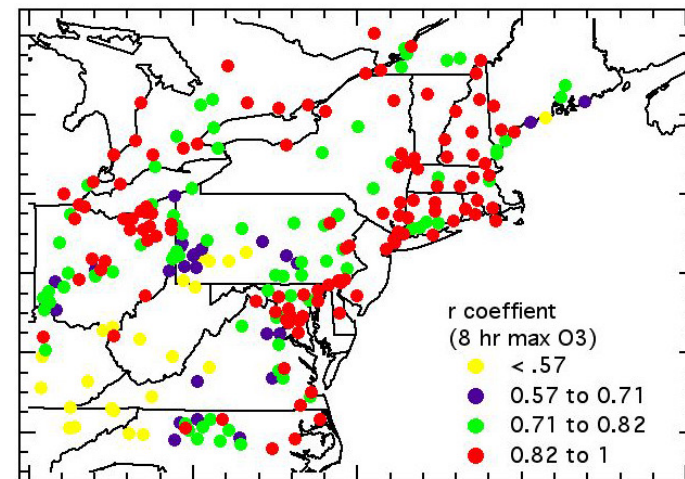 r coeffient
(8 hr max O3)
< .57
0.57 to 0.71
0.71 to 0.82
0.82 to 1